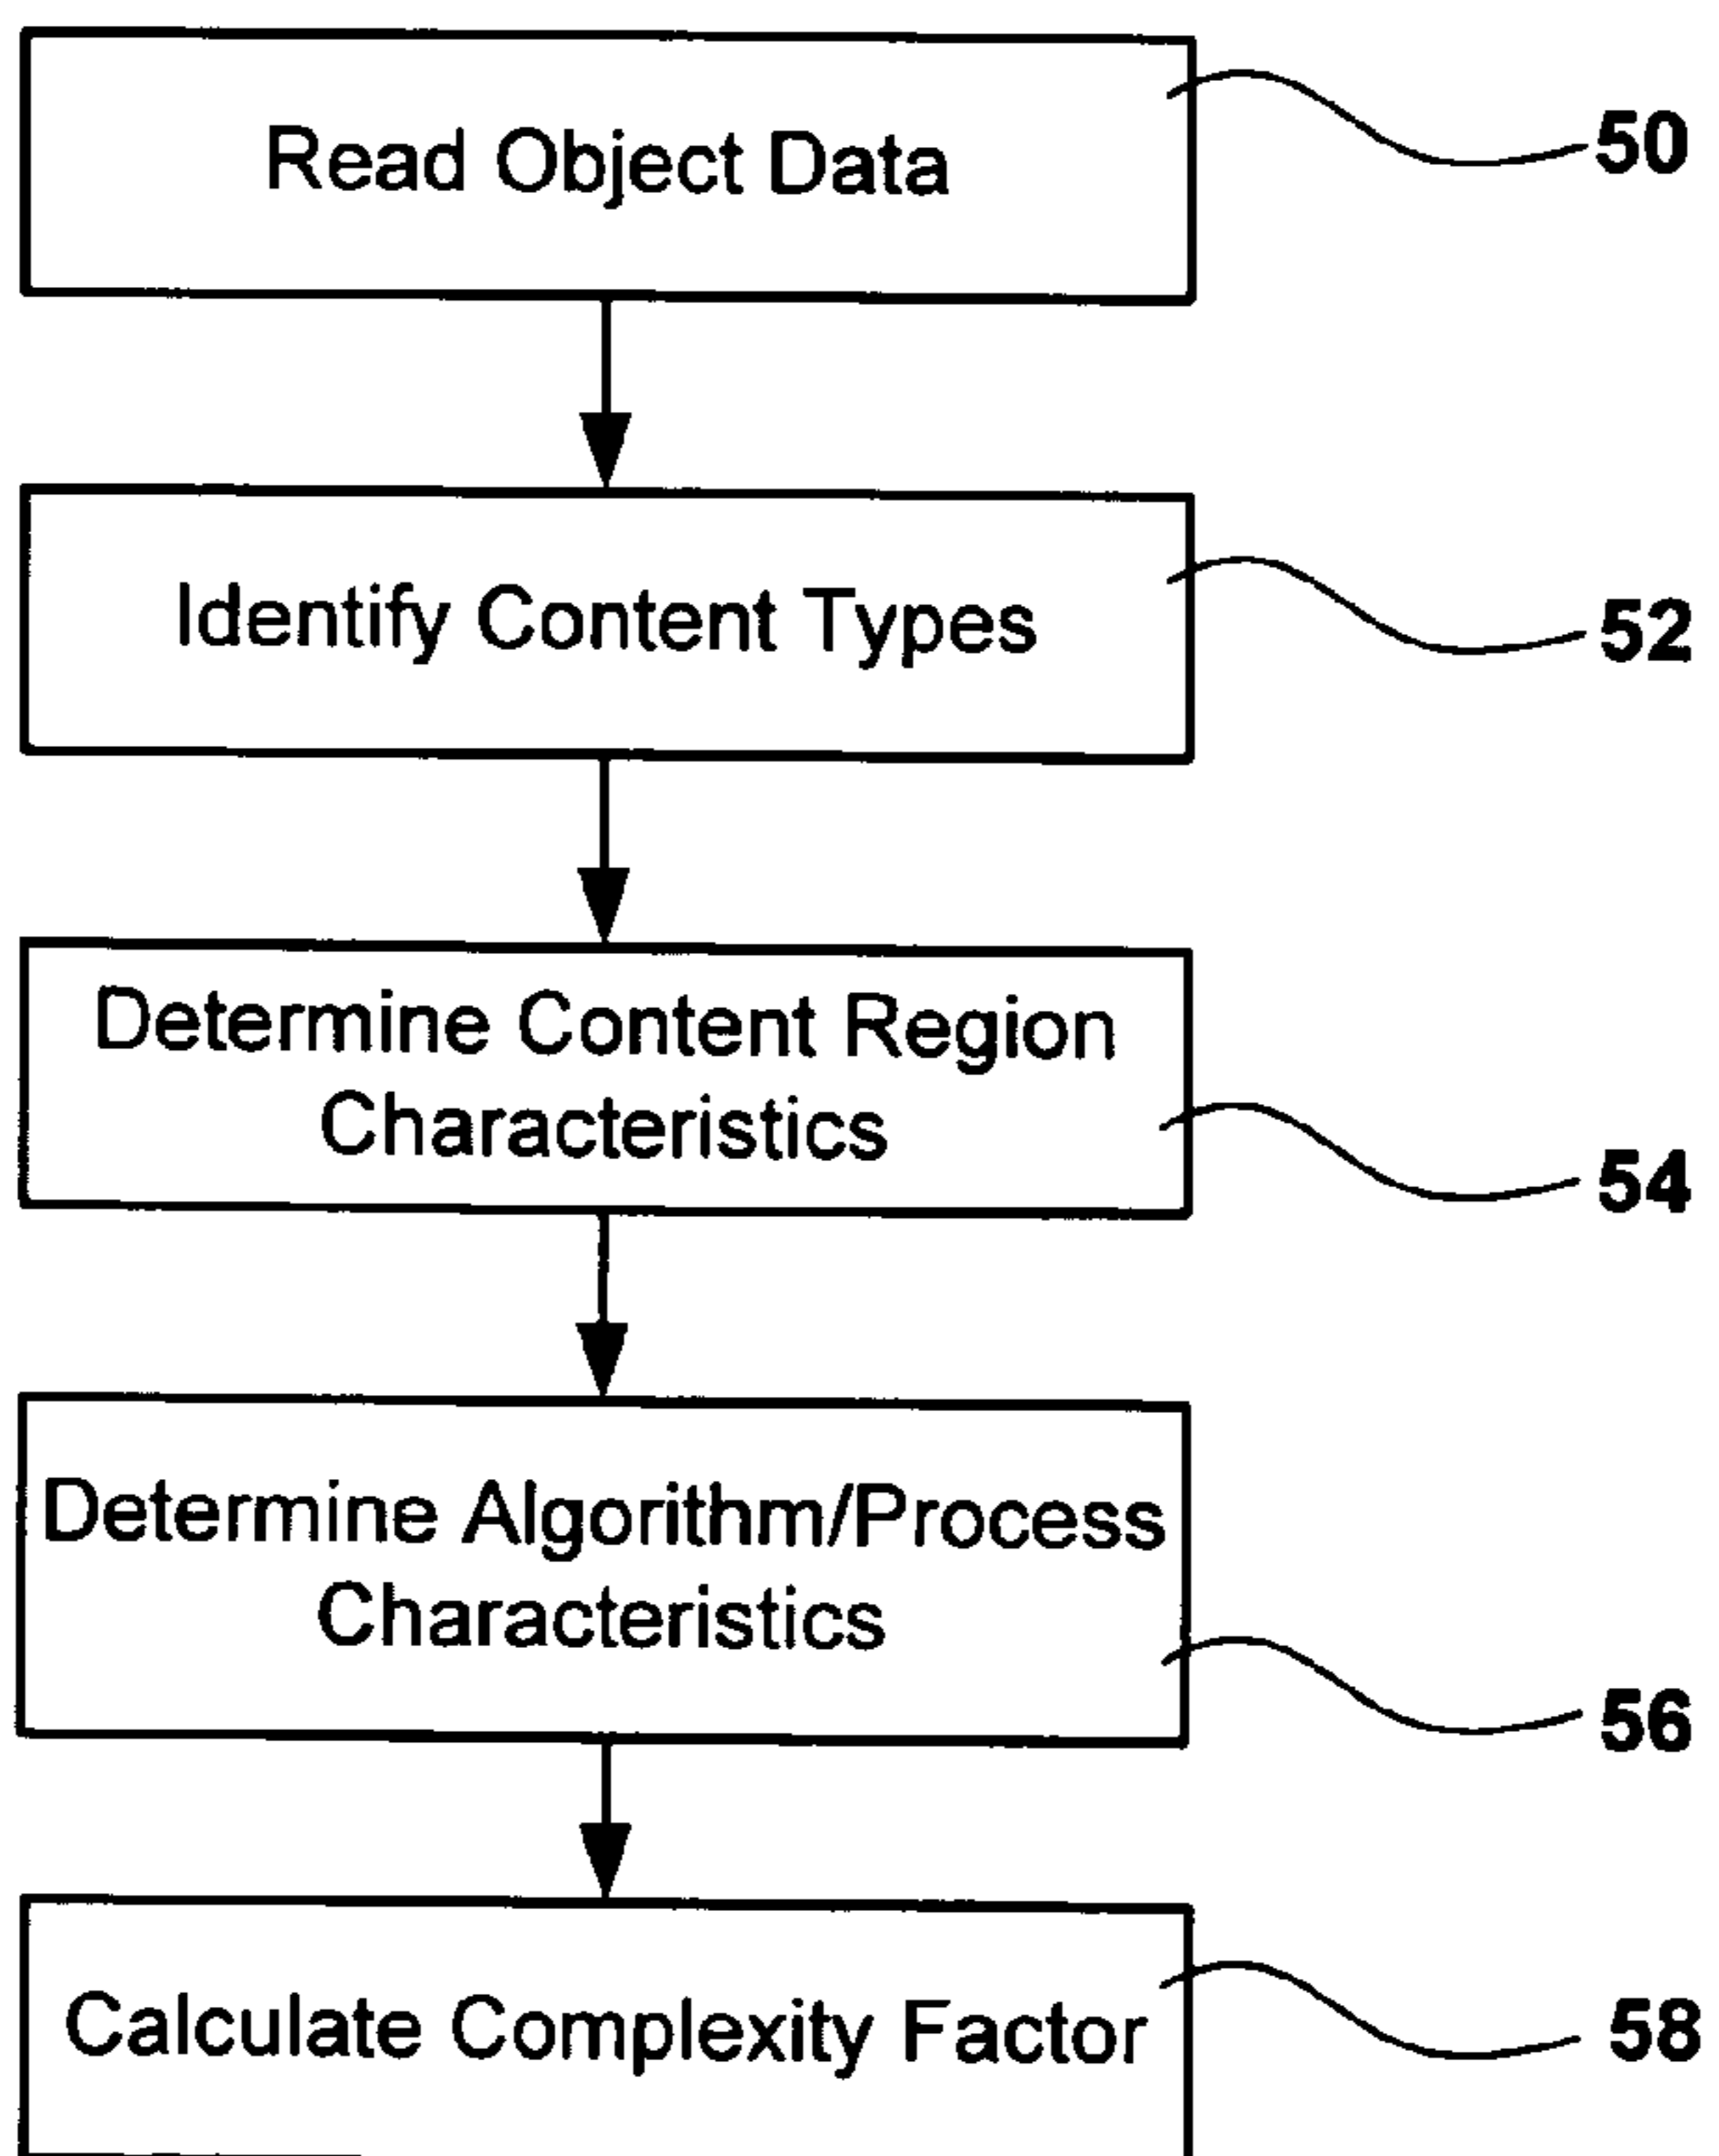 Read Object Data
50
Identify Content Types
52
Determine Content Region
Characteristics
54
Determine Algorithm/Process
Characteristics
56
Calculate Complexity Factor
58